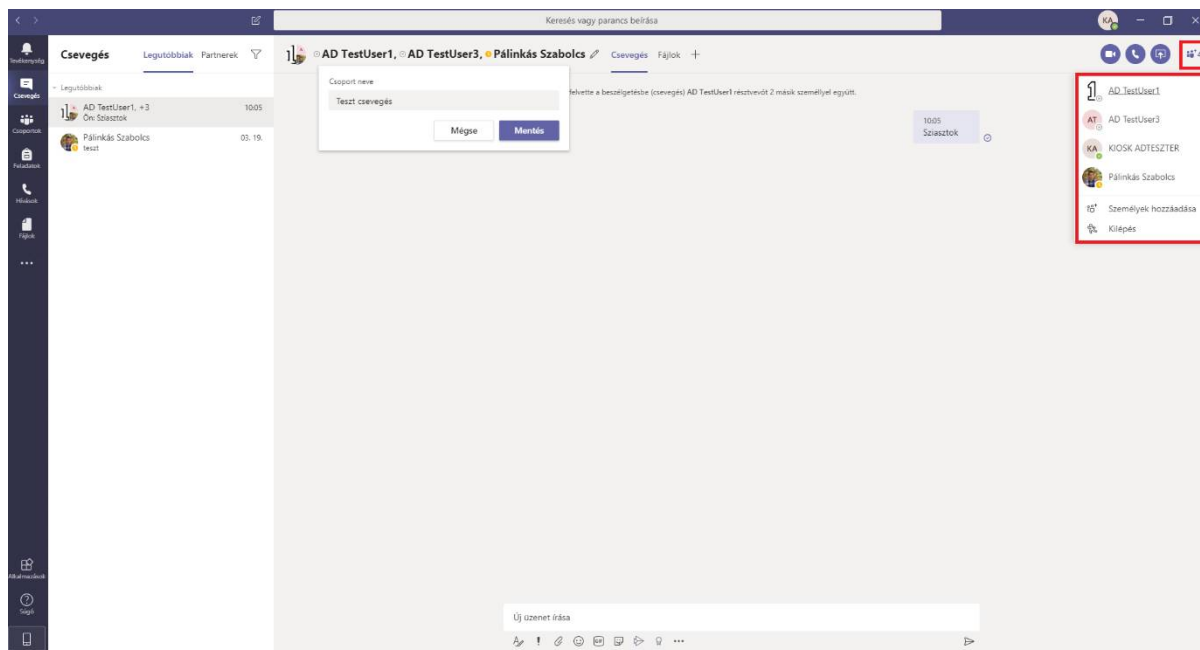 Keresés vagy parancs beírása
KA
Tevékenység
Csevegés
Csoportok
Feladatok
Hívások
Fájlok
Alkalmazások
Súgó
Csevegés
Legutóbbiak Partnerek
Legutóbbiak
AD TestUser1, +3 10:05
Ön: Sziasztok
Pálinkás Szabolcs 03. 19.
teszt
AD TestUser1, AD TestUser3, Pálinkás Szabolcs Csevegés Fájlok +
Csoport neve
Teszt csevegés
Mégse Mentés
felvette a beszélgetésbe (csevegés) AD TestUser1 résztvevőt 2 másik személlyel együtt.
10:05
Sziasztok
AD TestUser1
AT AD TestUser3
KA KIOSK ADTESZTER
Pálinkás Szabolcs
Személyek hozzáadása
Kilépés
Új üzenet írása
GIF